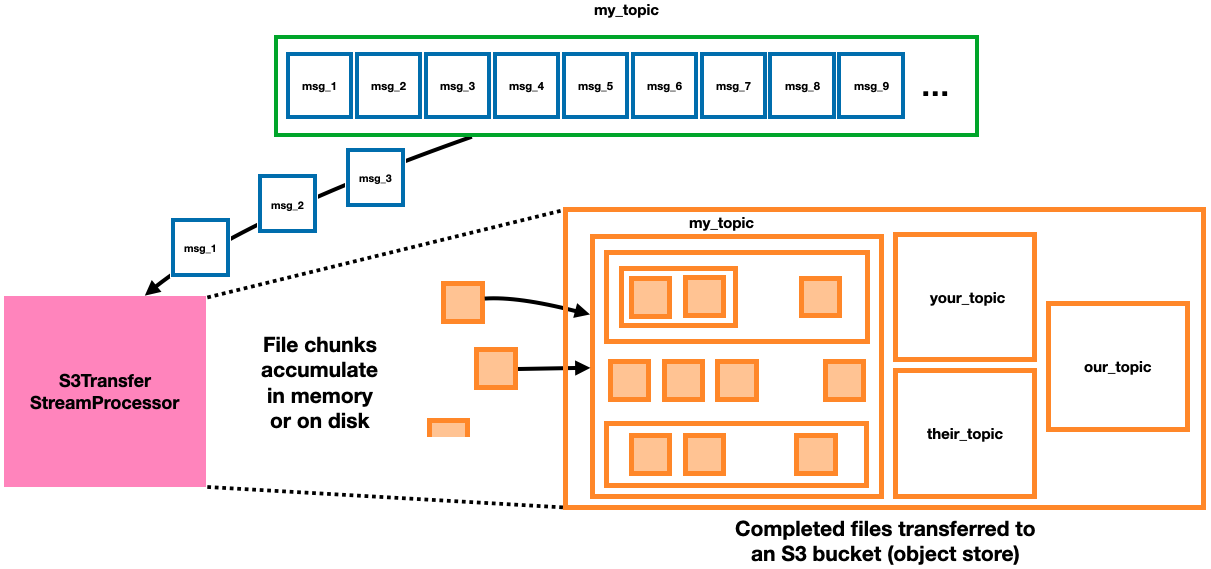 my_topic
msg_1
msg_2
msg_3
msg_4
msg_5
msg_6
msg_7
msg_8
msg_9
...
msg_3
msg_2
msg_1
S3Transfer
StreamProcessor
File chunks
accumulate
in memory
or on disk
my_topic
your_topic
their_topic
our_topic
Completed files transferred to
an S3 bucket (object store)